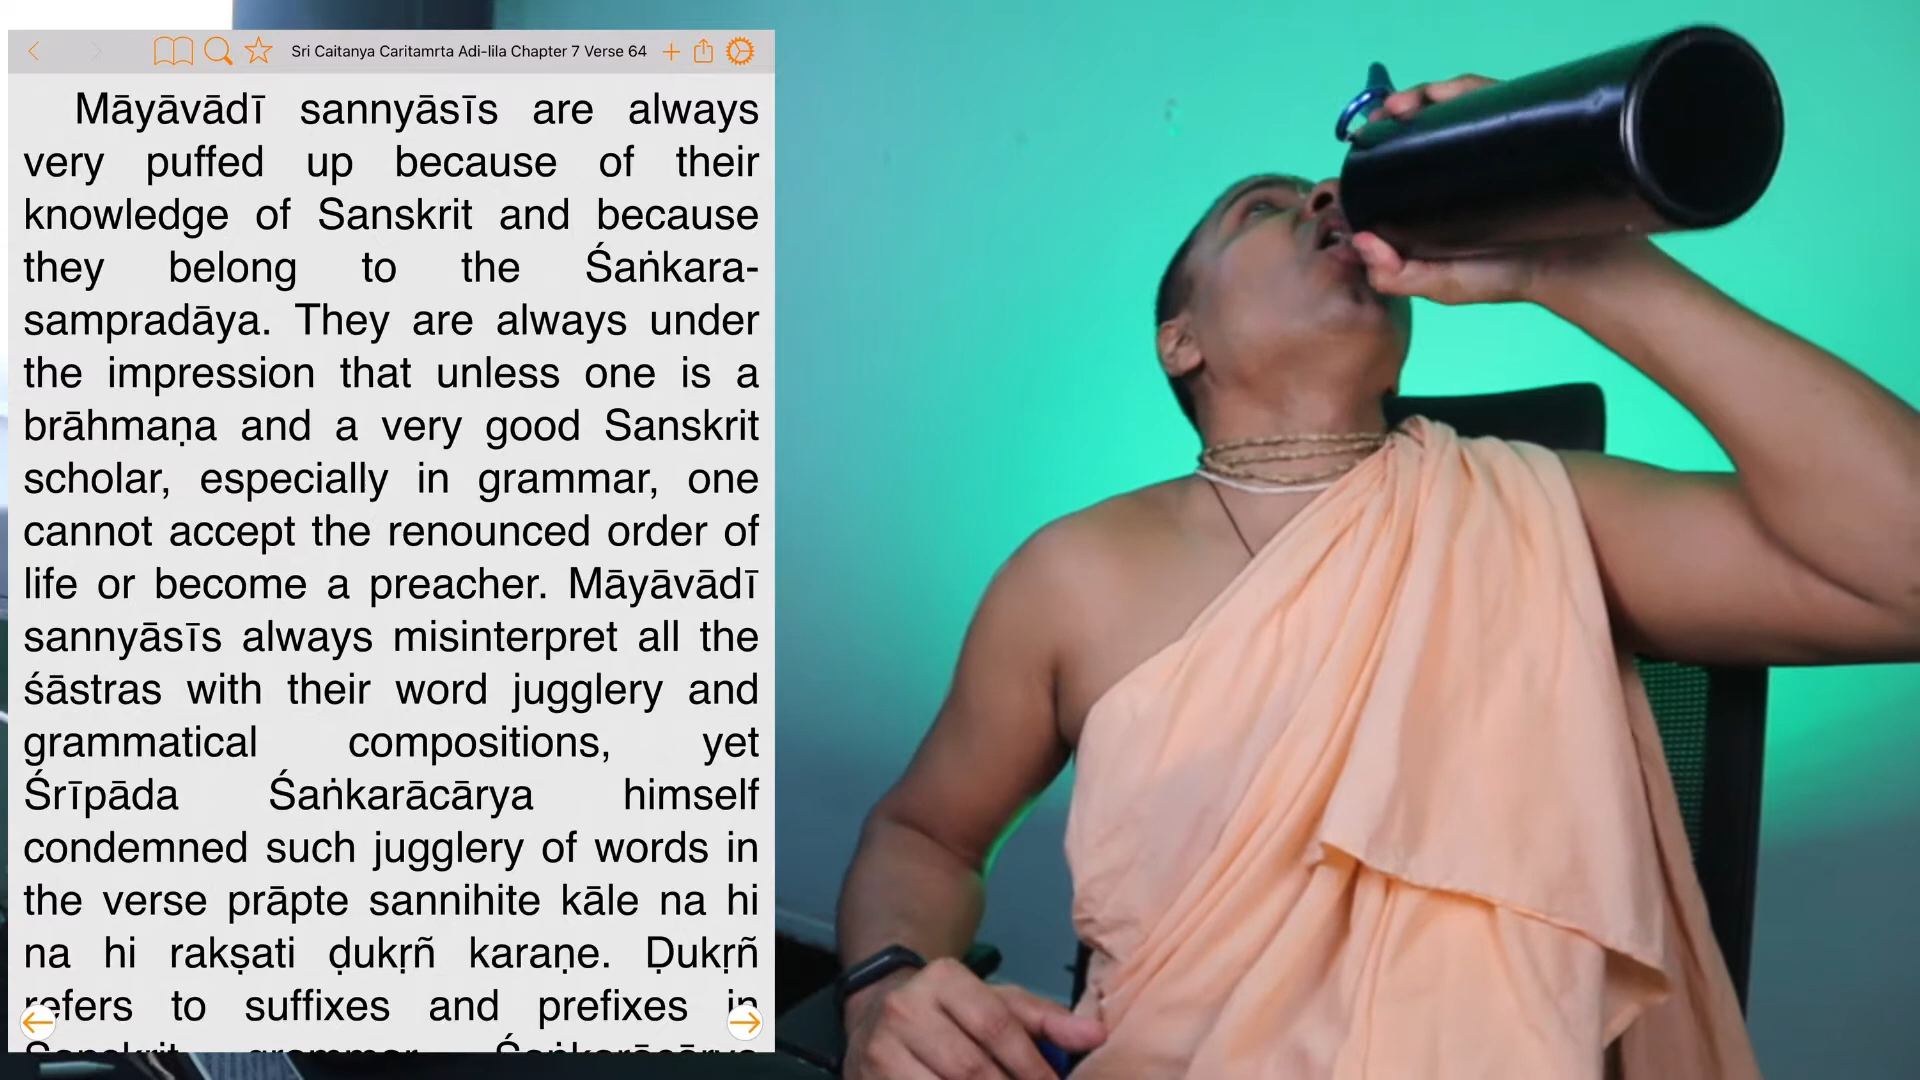 Sri Caitanya Caritamrta Adi-lila Chapter 7 Verse 64
Māyāvādī sannyāsīs are always
very puffed up because of their
knowledge of Sanskrit and because
they belong to the Śaṅkara-
sampradāya. They are always under
the impression that unless one is a
brāhmaṇa and a very good Sanskrit
scholar, especially in grammar, one
cannot accept the renounced order of
life or become a preacher. Māyāvādī
sannyāsīs always misinterpret all the
śāstras with their word jugglery and
grammatical compositions, yet
Śrīpāda Śaṅkarācārya himself
condemned such jugglery of words in
the verse prāpte sannihite kāle na hi
na hi rakṣati ḍukṛñ karaṇe. Ḍukṛñ
refers to suffixes and prefixes in
Sanskrit grammar. Śaṅkarācārya